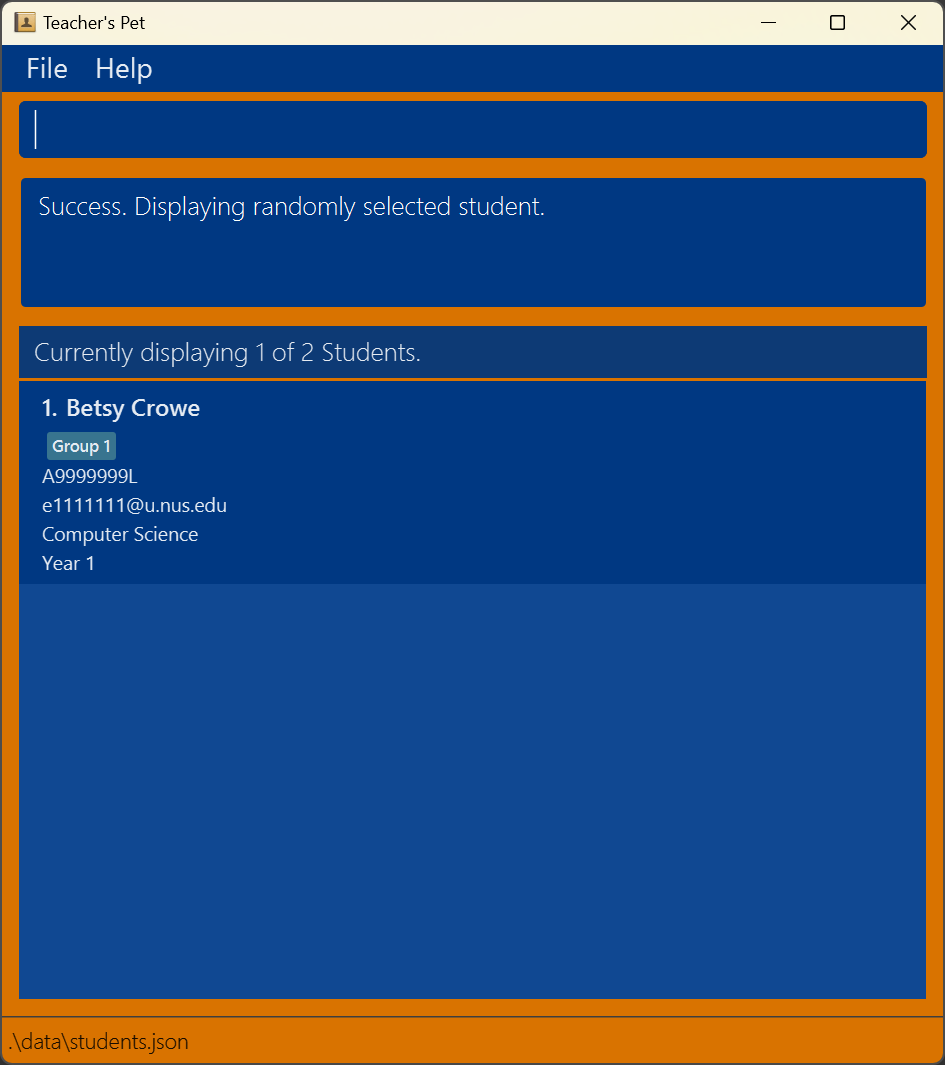 Teacher's Pet
File Help
Success. Displaying randomly selected student.
Currently displaying 1 of 2 Students.
1. Betsy Crowe
Group 1
A9999999L
e1111111@u.nus.edu
Computer Science
Year 1
.\data\students.json